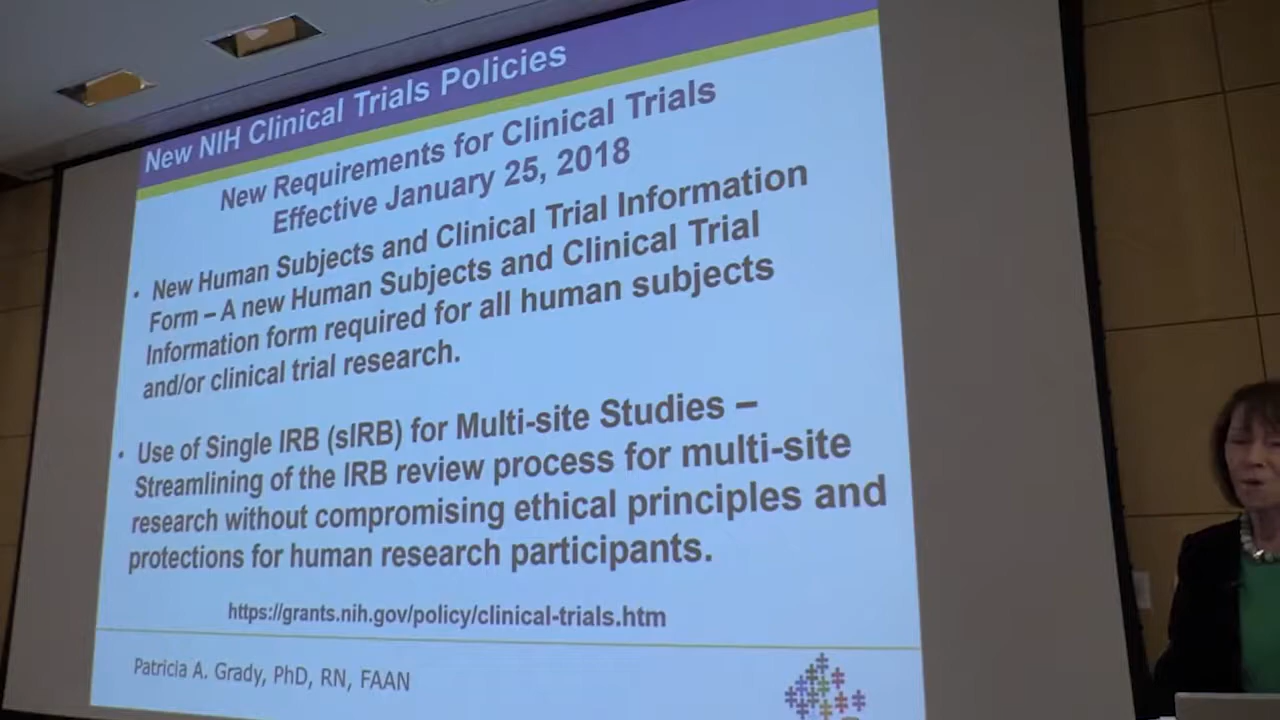 New NIH Clinical Trials Policies
New Requirements for Clinical Trials
Effective January 25, 2018
• New Human Subjects and Clinical Trial Information
Form – A new Human Subjects and Clinical Trial
Information form required for all human subjects
and/or clinical trial research.
• Use of Single IRB (sIRB) for Multi-site Studies –
Streamlining of the IRB review process for multi-site
research without compromising ethical principles and
protections for human research participants.
https://grants.nih.gov/policy/clinical-trials.htm
Patricia A. Grady, PhD, RN, FAAN